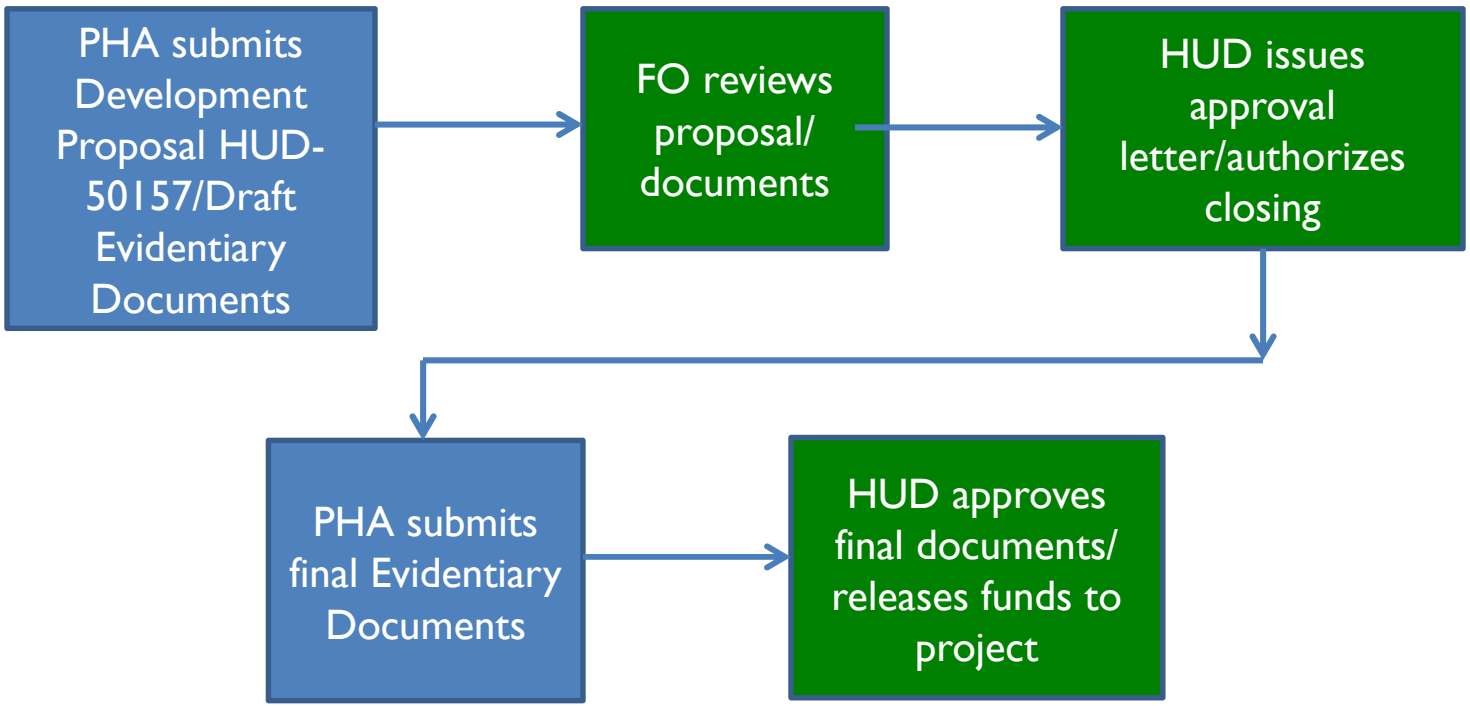 PHA submits
Development
Proposal HUD-
50157/Draft
Evidentiary
Documents
FO reviews
proposal/
documents
HUD issues
approval
letter/authorizes
closing
PHA submits
final Evidentiary
Documents
HUD approves
final documents/
releases funds to
project